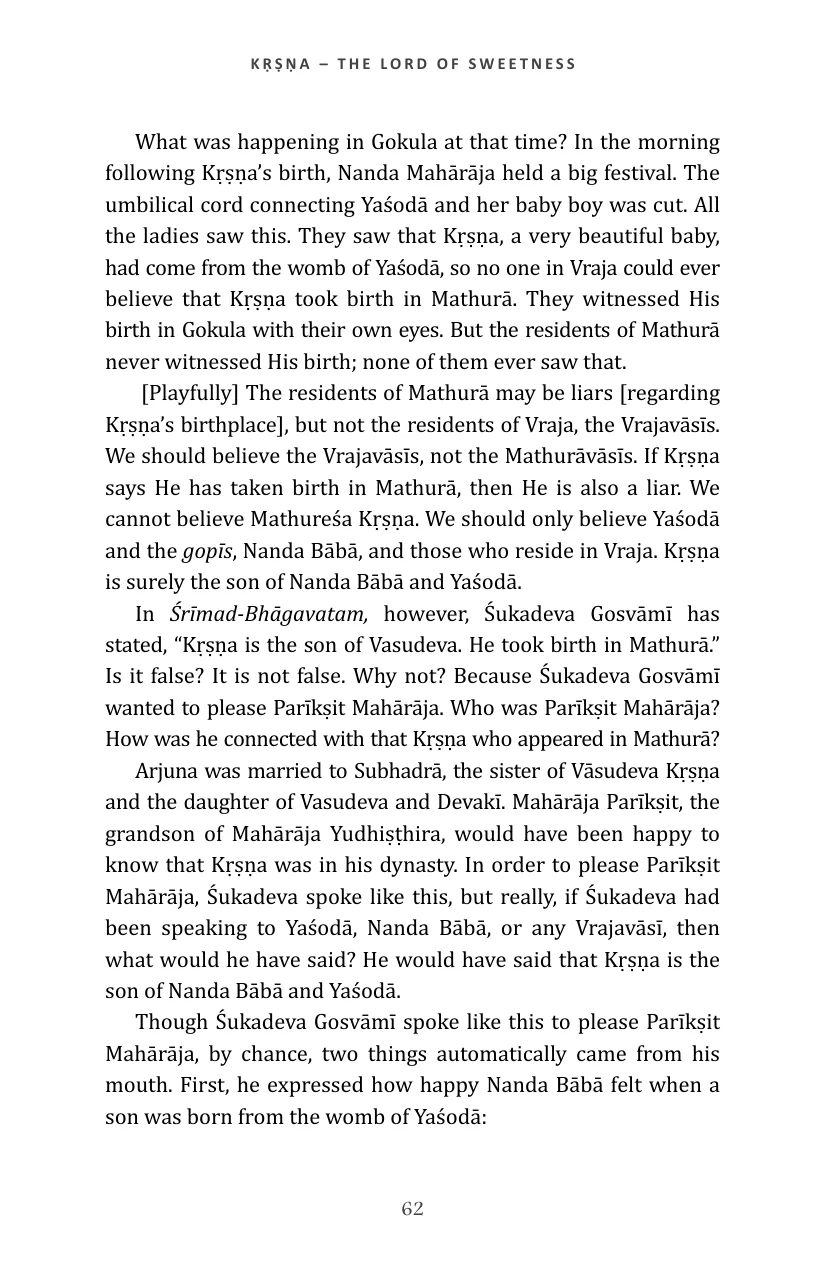 KṚṢṆA – THE LORD OF SWEETNESS
What was happening in Gokula at that time? In the morning
following Kṛṣṇa’s birth, Nanda Mahārāja held a big festival. The
umbilical cord connecting Yaśodā and her baby boy was cut. All
the ladies saw this. They saw that Kṛṣṇa, a very beautiful baby,
had come from the womb of Yaśodā, so no one in Vraja could ever
believe that Kṛṣṇa took birth in Mathurā. They witnessed His
birth in Gokula with their own eyes. But the residents of Mathurā
never witnessed His birth; none of them ever saw that.
[Playfully] The residents of Mathurā may be liars [regarding
Kṛṣṇa’s birthplace], but not the residents of Vraja, the Vrajavāsīs.
We should believe the Vrajavāsīs, not the Mathurāvāsīs. If Kṛṣṇa
says He has taken birth in Mathurā, then He is also a liar. We
cannot believe Mathureśa Kṛṣṇa. We should only believe Yaśodā
and the gopīs, Nanda Bābā, and those who reside in Vraja. Kṛṣṇa
is surely the son of Nanda Bābā and Yaśodā.
In Śrīmad-Bhāgavatam, however, Śukadeva Gosvāmī has
stated, “Kṛṣṇa is the son of Vasudeva. He took birth in Mathurā.”
Is it false? It is not false. Why not? Because Śukadeva Gosvāmī
wanted to please Parīkṣit Mahārāja. Who was Parīkṣit Mahārāja?
How was he connected with that Kṛṣṇa who appeared in Mathurā?
Arjuna was married to Subhadrā, the sister of Vāsudeva Kṛṣṇa
and the daughter of Vasudeva and Devakī. Mahārāja Parīkṣit, the
grandson of Mahārāja Yudhiṣṭhira, would have been happy to
know that Kṛṣṇa was in his dynasty. In order to please Parīkṣit
Mahārāja, Śukadeva spoke like this, but really, if Śukadeva had
been speaking to Yaśodā, Nanda Bābā, or any Vrajavāsī, then
what would he have said? He would have said that Kṛṣṇa is the
son of Nanda Bābā and Yaśodā.
Though Śukadeva Gosvāmī spoke like this to please Parīkṣit
Mahārāja, by chance, two things automatically came from his
mouth. First, he expressed how happy Nanda Bābā felt when a
son was born from the womb of Yaśodā:
62